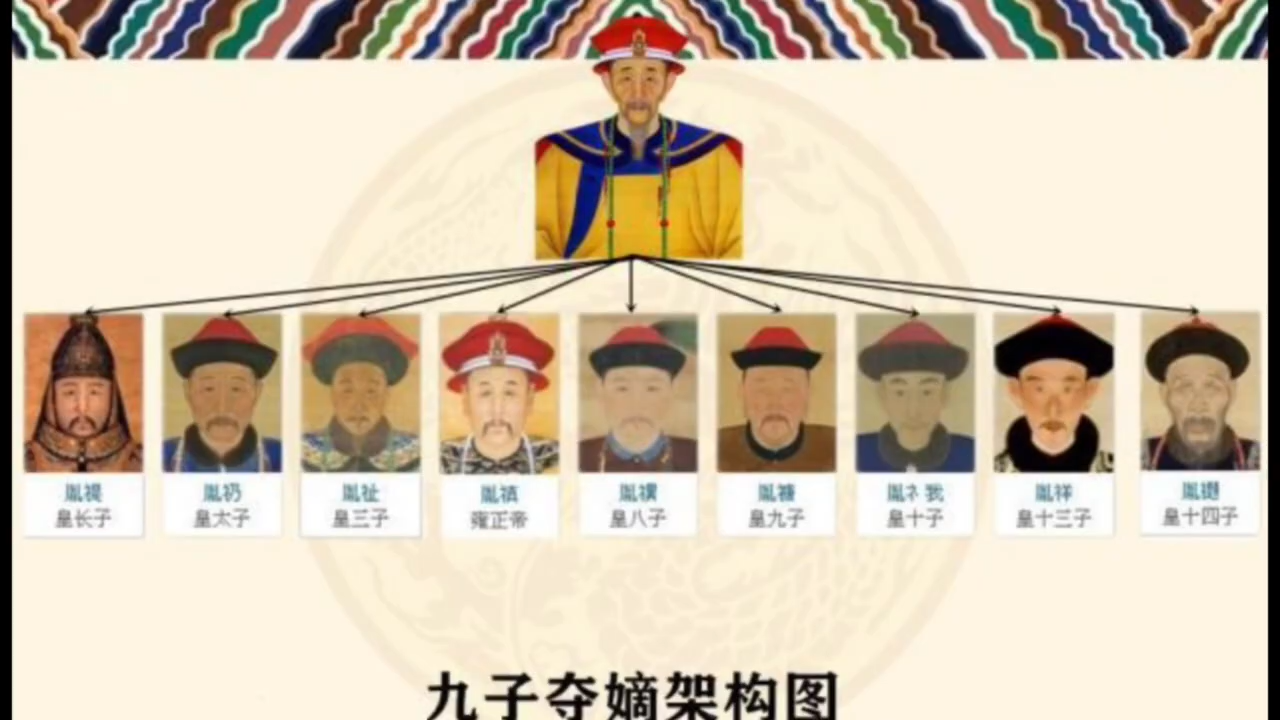 胤禔
皇长子
胤礽
皇太子
胤祉
皇三子
胤禛
雍正帝
胤禩
皇八子
胤禟
皇九子
胤礻我
皇十子
胤祥
皇十三子
胤禵
皇十四子
九子夺嫡架构图